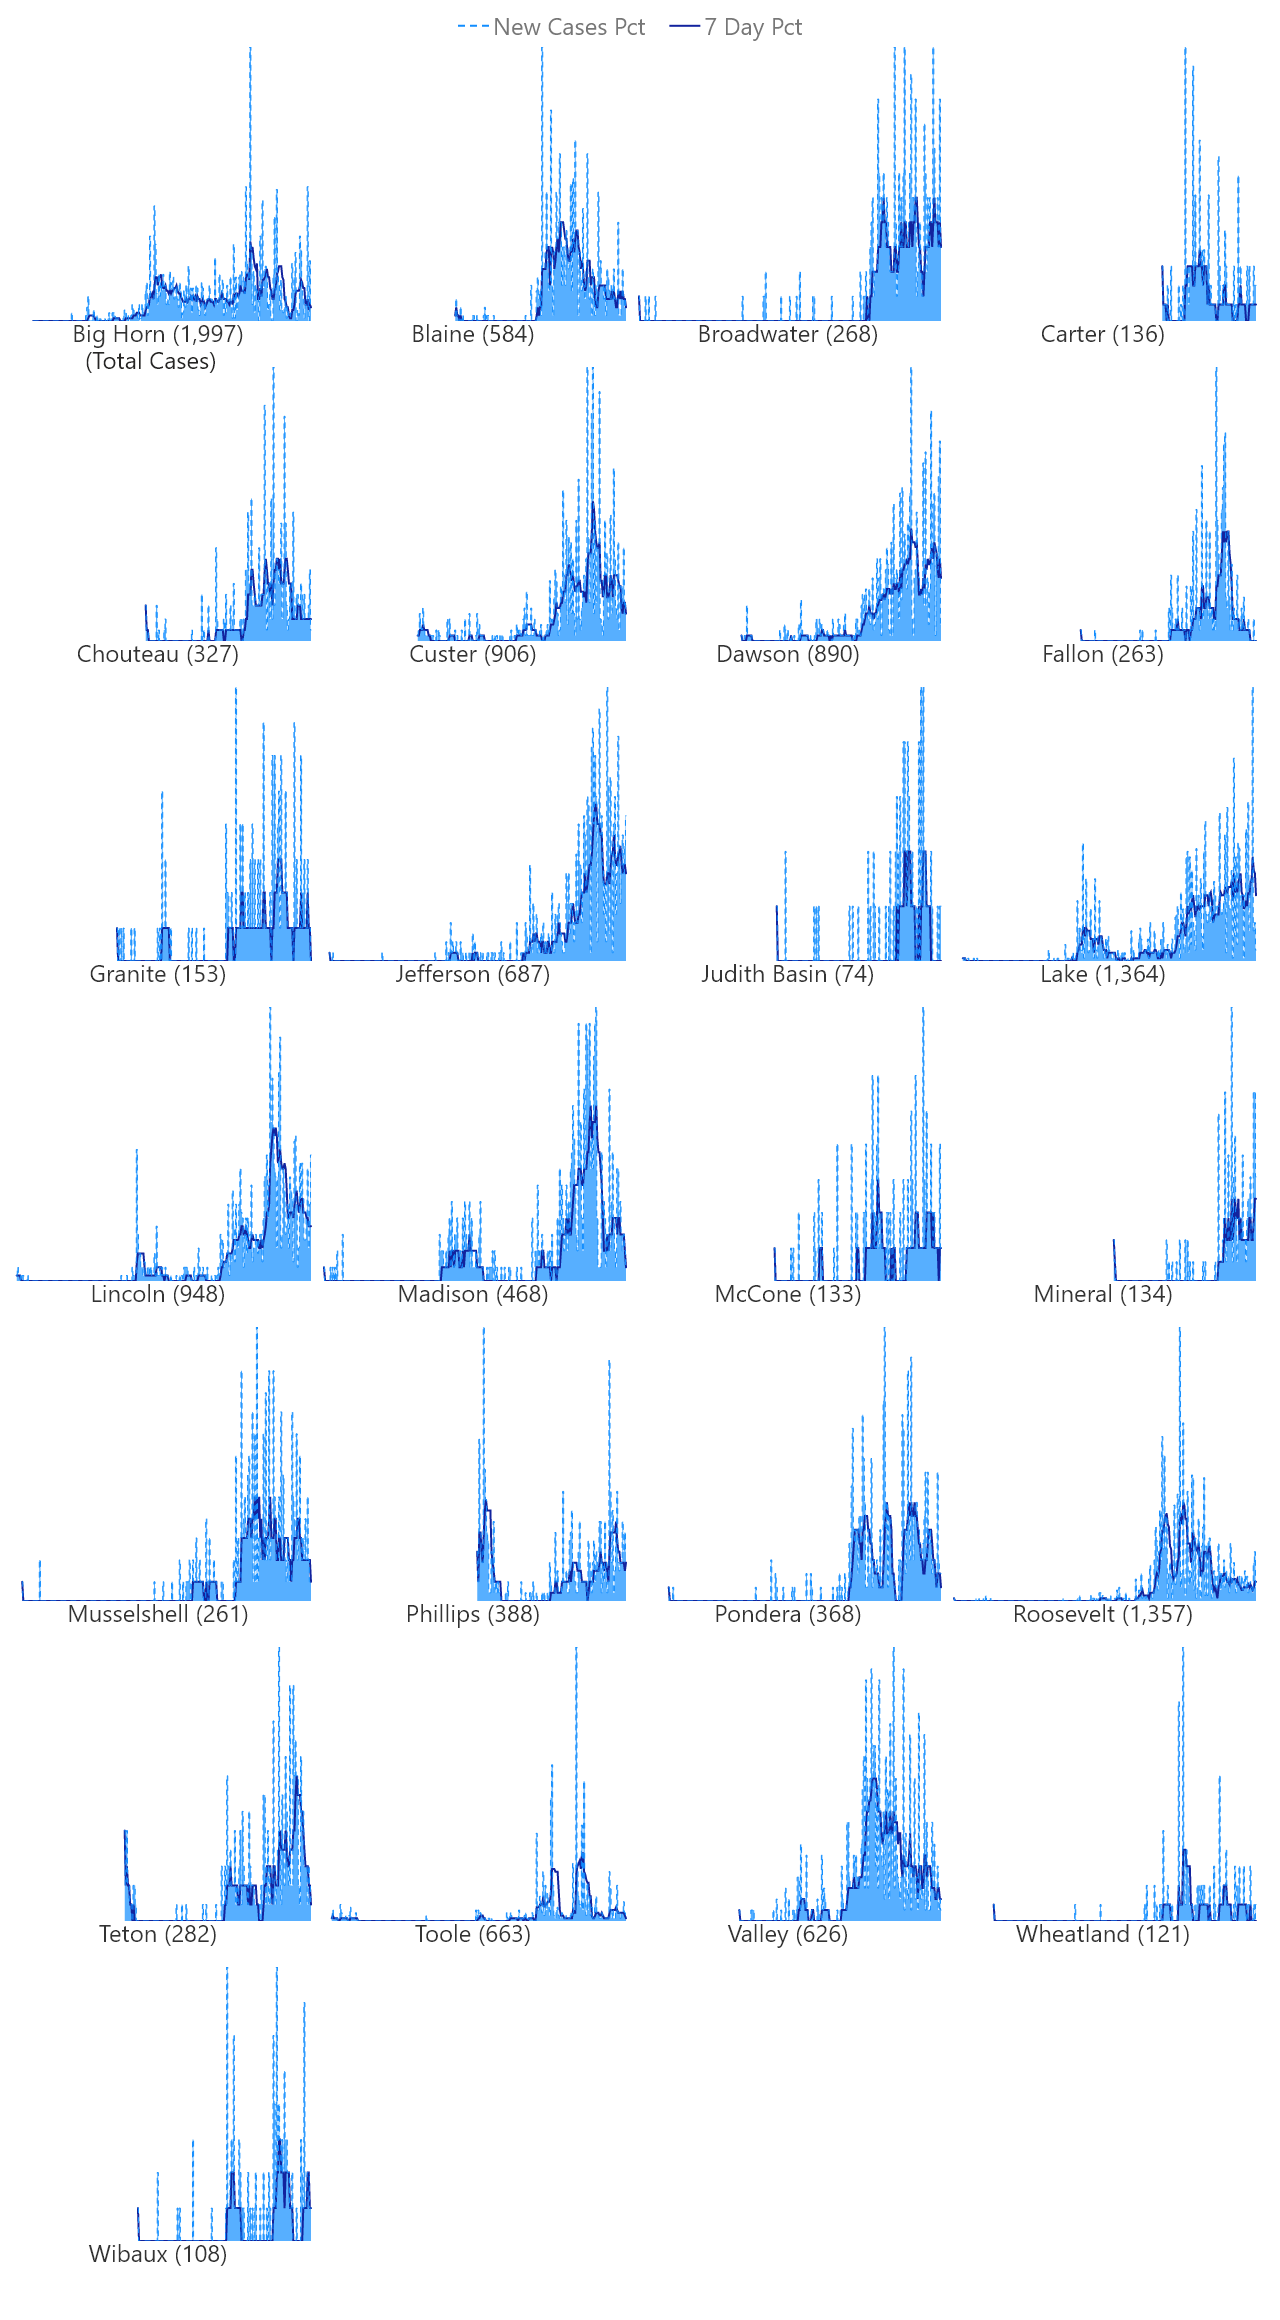 New Cases Pct 7 Day Pct
Big Horn (1,997) Blaine (584) Broadwater (268) Carter (136)
(Total Cases)
Chouteau (327) Custer (906) Dawson (890) Fallon (263)
Granite (153) Jefferson (687) Judith Basin (74) Lake (1,364)
Lincoln (948) Madison (468) McCone (133) Mineral (134)
Musselshell (261) Phillips (388) Pondera (368) Roosevelt (1,357)
Teton (282) Toole (663) Valley (626) Wheatland (121)
Wibaux (108)